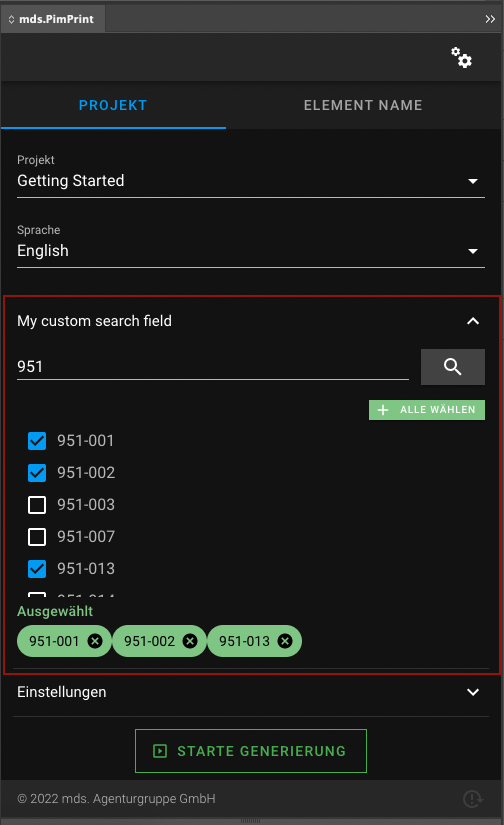 mds.PimPrint
PROJEKT
ELEMENT NAME
Projekt
Getting Started
Sprache
English
My custom search field
951
ALLE WÄHLEN
951-001
951-002
951-003
951-007
951-013
951-014
Ausgewählt
951-001 951-002 951-013
Einstellungen
STARTE GENERIERUNG
© 2022 mds. Agenturgruppe GmbH